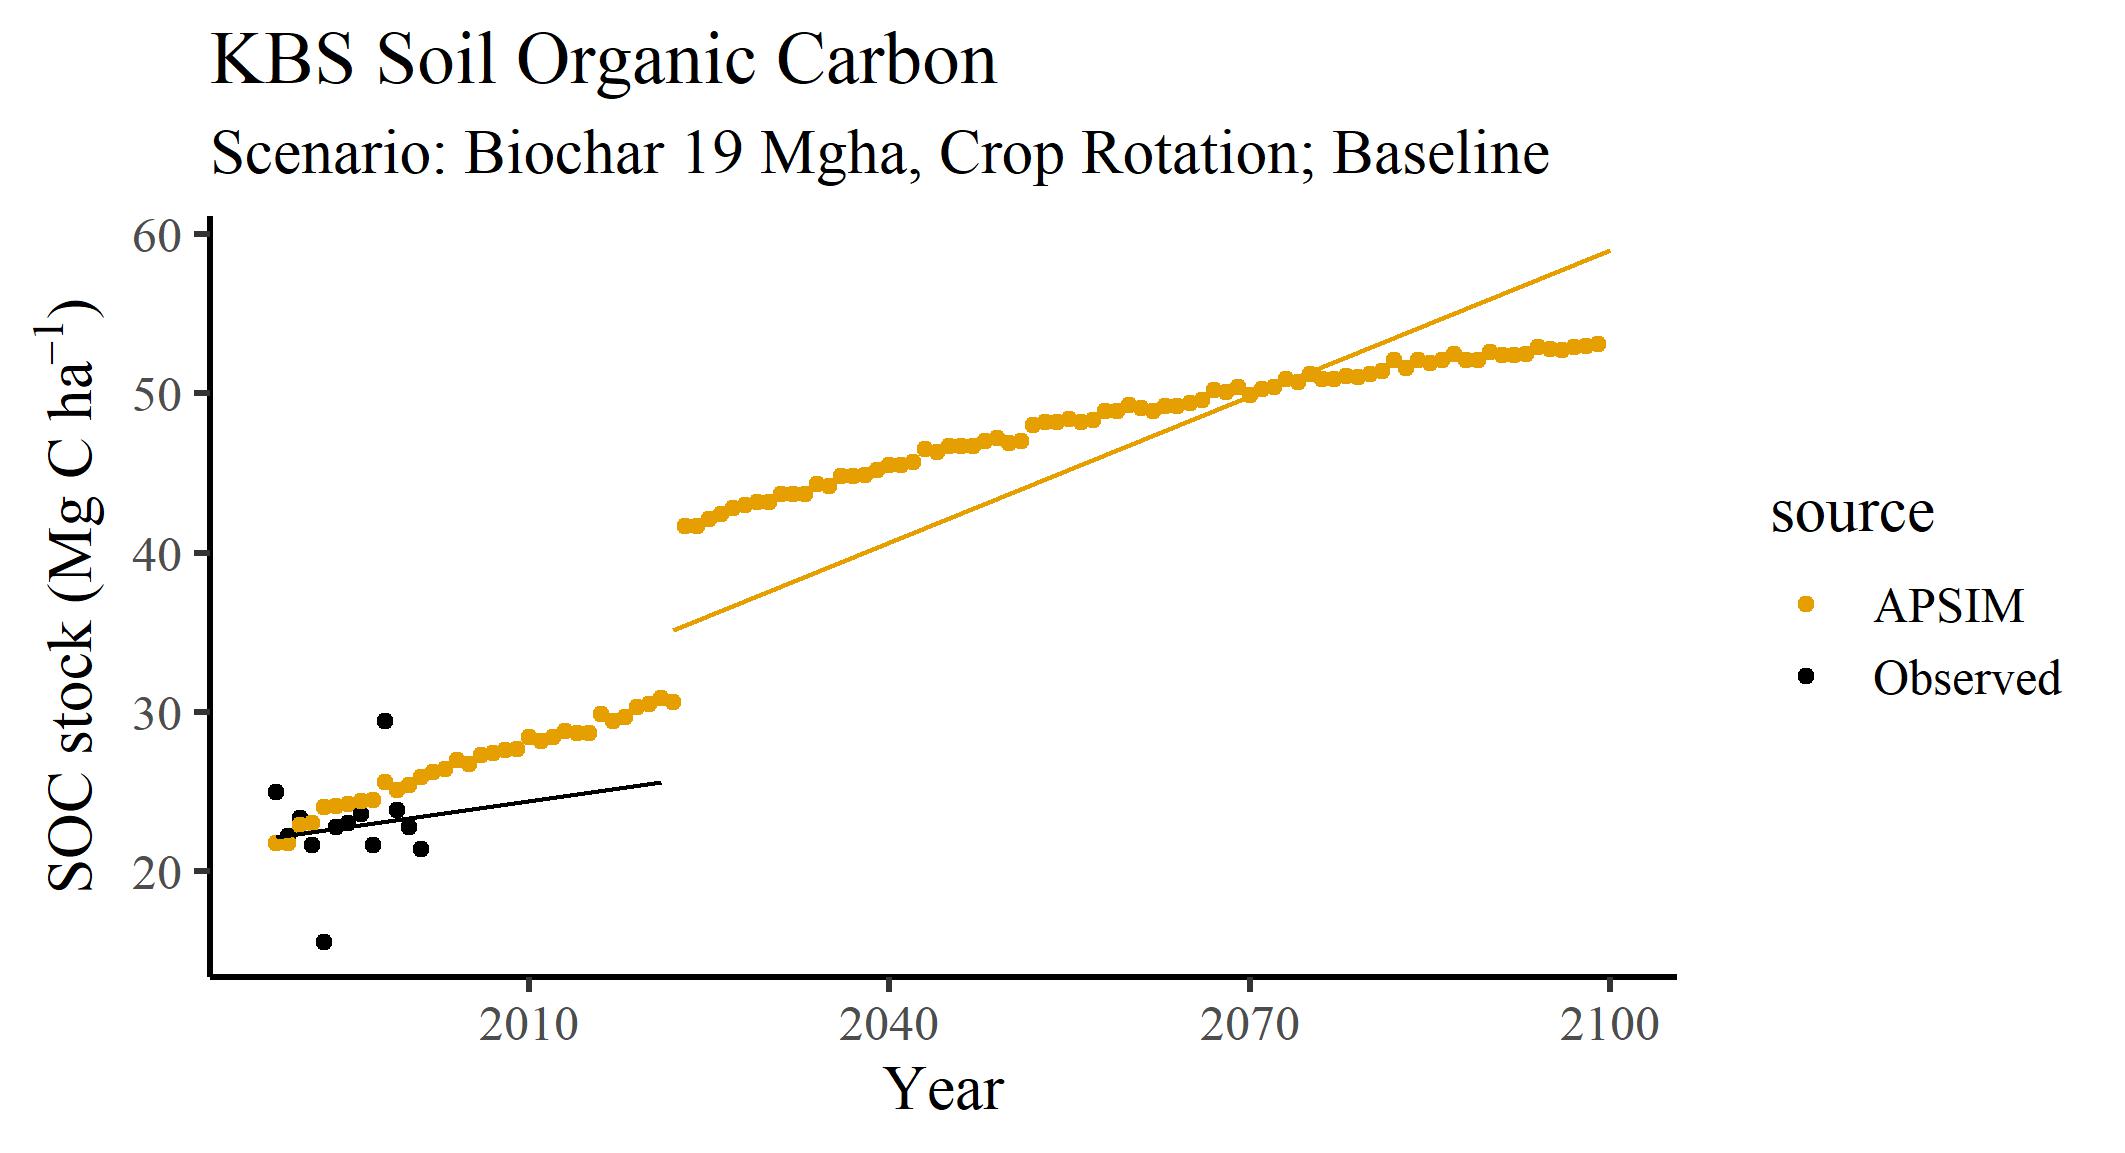 KBS Soil Organic Carbon
Scenario: Biochar 19 Mgha, Crop Rotation; Baseline
SOC stock (Mg C ha⁻¹)
60
50
40
30
20
2010
2040
2070
2100
Year
source
APSIM
Observed